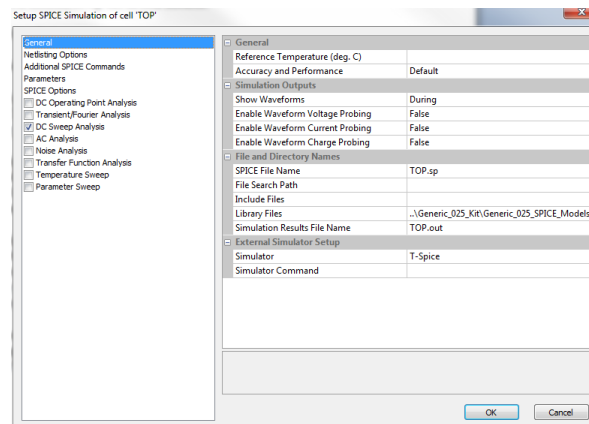 Setup SPICE Simulation of cell 'TOP'
General
Netlisting Options
Additional SPICE Commands
Parameters
SPICE Options
DC Operating Point Analysis
Transient/Fourier Analysis
DC Sweep Analysis
AC Analysis
Noise Analysis
Transfer Function Analysis
Temperature Sweep
Parameter Sweep
General
Reference Temperature (deg. C)
Accuracy and Performance Default
Simulation Outputs
Show Waveforms During
Enable Waveform Voltage Probing False
Enable Waveform Current Probing False
Enable Waveform Charge Probing False
File and Directory Names
SPICE File Name TOP.sp
File Search Path
Include Files
Library Files ..\Generic_025_Kit\Generic_025_SPICE_Models
Simulation Results File Name TOP.out
External Simulator Setup
Simulator T-Spice
Simulator Command
OK Cancel